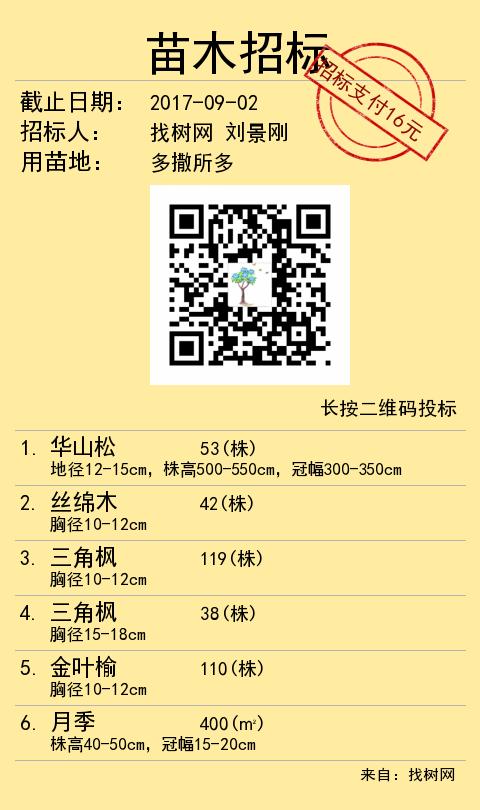 苗木招标
招标支付16元
截止日期： 2017-09-02
招标人： 找树网 刘景刚
用苗地： 多撒所多
长按二维码投标
1. 华山松 53(株)
地径12-15cm，株高500-550cm，冠幅300-350cm
2. 丝绵木 42(株)
胸径10-12cm
3. 三角枫 119(株)
胸径10-12cm
4. 三角枫 38(株)
胸径15-18cm
5. 金叶榆 110(株)
胸径10-12cm
6. 月季 400(㎡)
株高40-50cm，冠幅15-20cm
来自：找树网